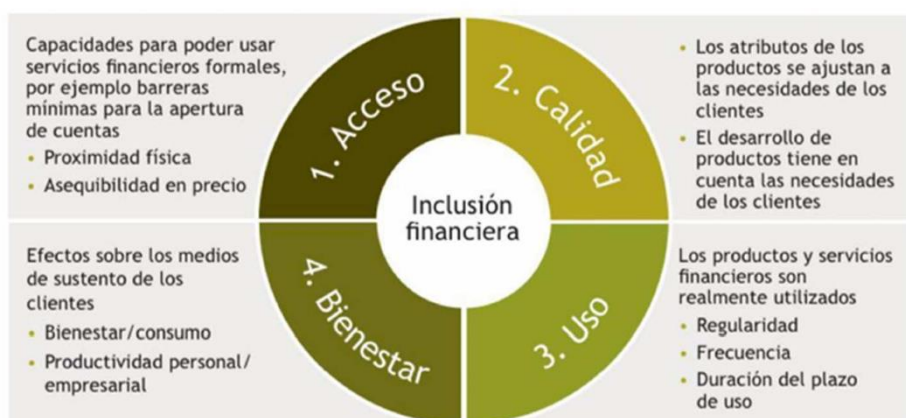 Capacidades para poder usar
servicios financieros formales,
por ejemplo barreras
mínimas para la apertura
de cuentas
• Proximidad física
• Asequibilidad en precio
1. Acceso
2. Calidad
• Los atributos de los
productos se ajustan a
las necesidades de los
clientes
• El desarrollo de
productos tiene en
cuenta las necesidades
de los clientes
Inclusión
financiera
Efectos sobre los medios
de sustento de los
clientes
• Bienestar/consumo
• Productividad personal/
empresarial
4. Bienestar
3. Uso
Los productos y servicios
financieros son
realmente utilizados
• Regularidad
• Frecuencia
• Duración del plazo
de uso